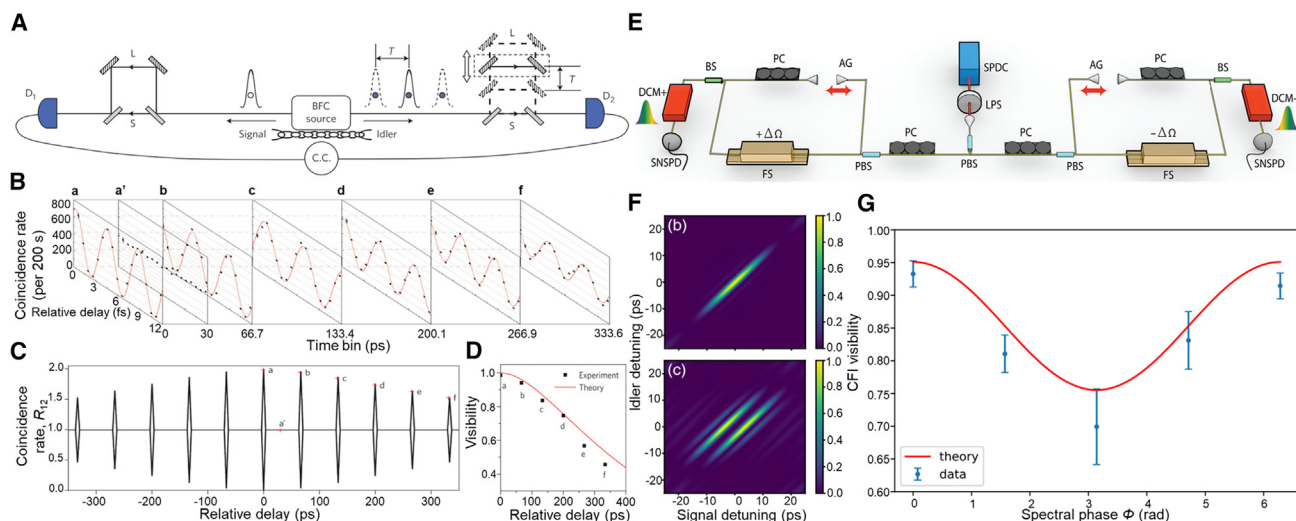 A
L
S
D1
Signal
BFC
source
Idler
C.C.
T
L
T
S
D2
B
a a' b c d e f
Coincidence rate
(per 200 s)
800
600
400
200
0
0
3
6
9
12
Relative delay (fs)
0 30 66.7 133.4 200.1 266.9 333.6
Time bin (ps)
C
Coincidence
rate, R12
2.0
1.5
1.0
0.5
0.0
a
b
c
d
e
f
a'
-300 -200 -100 0 100 200 300
Relative delay (ps)
D
Visibility
1.0
0.8
0.6
0.4
Experiment
Theory
a
b
c
d
e
f
0 100 200 300 400
Relative delay (ps)
E
BS
PC
AG
SPDC
LPS
AG
PC
BS
DCM+
DCM-
+ΔΩ
−ΔΩ
PC
PC
SNSPD
FS
PBS
PBS
PBS
FS
SNSPD
F
(b)
20
10
0
-10
-20
1.0
0.8
0.6
0.4
0.2
0.0
(c)
20
10
0
-10
-20
1.0
0.8
0.6
0.4
0.2
0.0
Idler detuning (ps)
-20 -10 0 10 20
Signal detuning (ps)
G
CFI visibility
1.00
0.95
0.90
0.85
0.80
0.75
0.70
0.65
0.60
theory
data
0 1 2 3 4 5 6
Spectral phase Φ (rad)